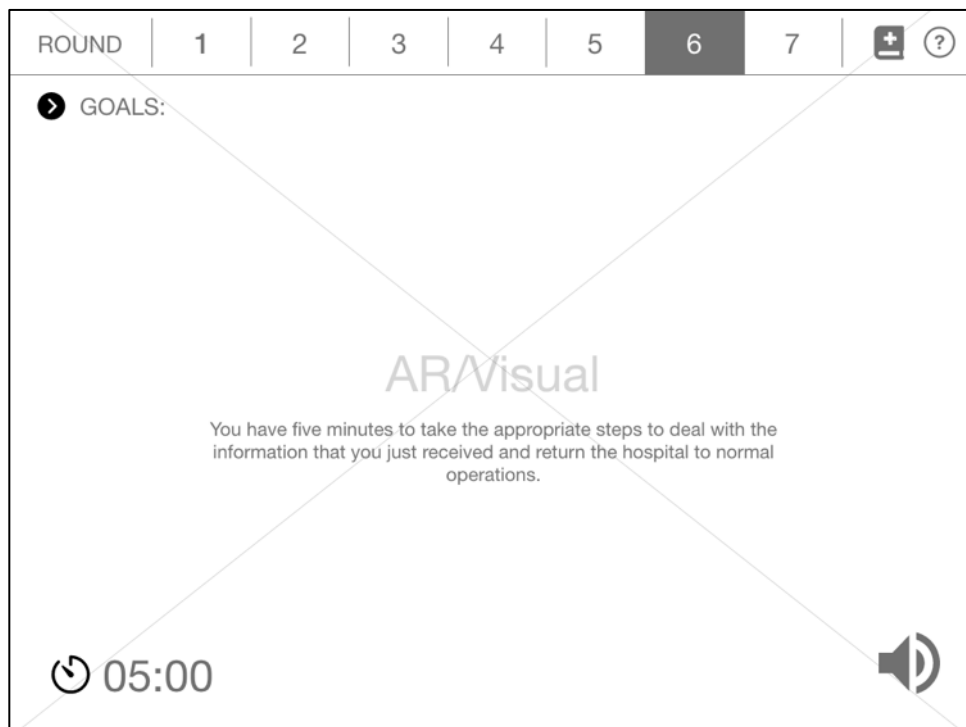 ROUND 1 2 3 4 5 6 7 ?
GOALS:
AR/Visual
You have five minutes to take the appropriate steps to deal with the
information that you just received and return the hospital to normal
operations.
05:00